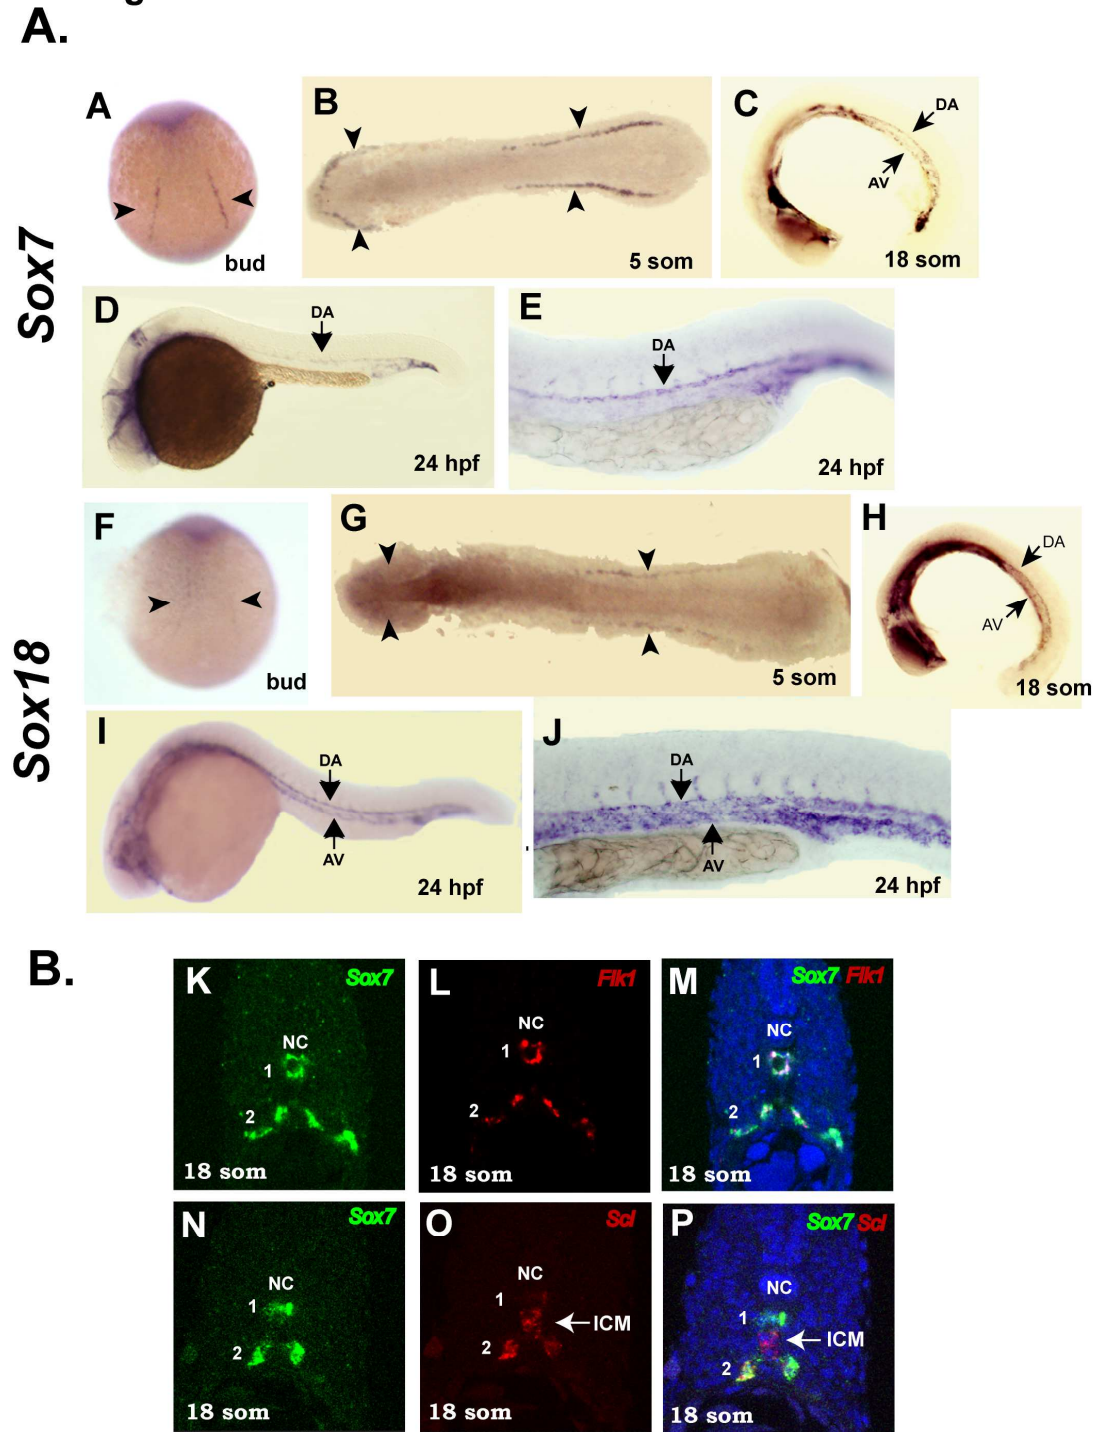 A.
Sox7
A
bud
B
5 som
C
DA
AV
18 som
D
DA
24 hpf
E
DA
24 hpf
Sox18
F
bud
G
5 som
H
DA
AV
18 som
I
DA
AV
24 hpf
J
DA
AV
24 hpf
B.
K
Sox7
NC
1
2
18 som
L
Flk1
NC
1
2
18 som
M
Sox7 Flk1
NC
1
2
18 som
N
Sox7
NC
1
2
18 som
O
Scl
NC
1
ICM
2
18 som
P
Sox7 Scl
NC
1
ICM
2
18 som